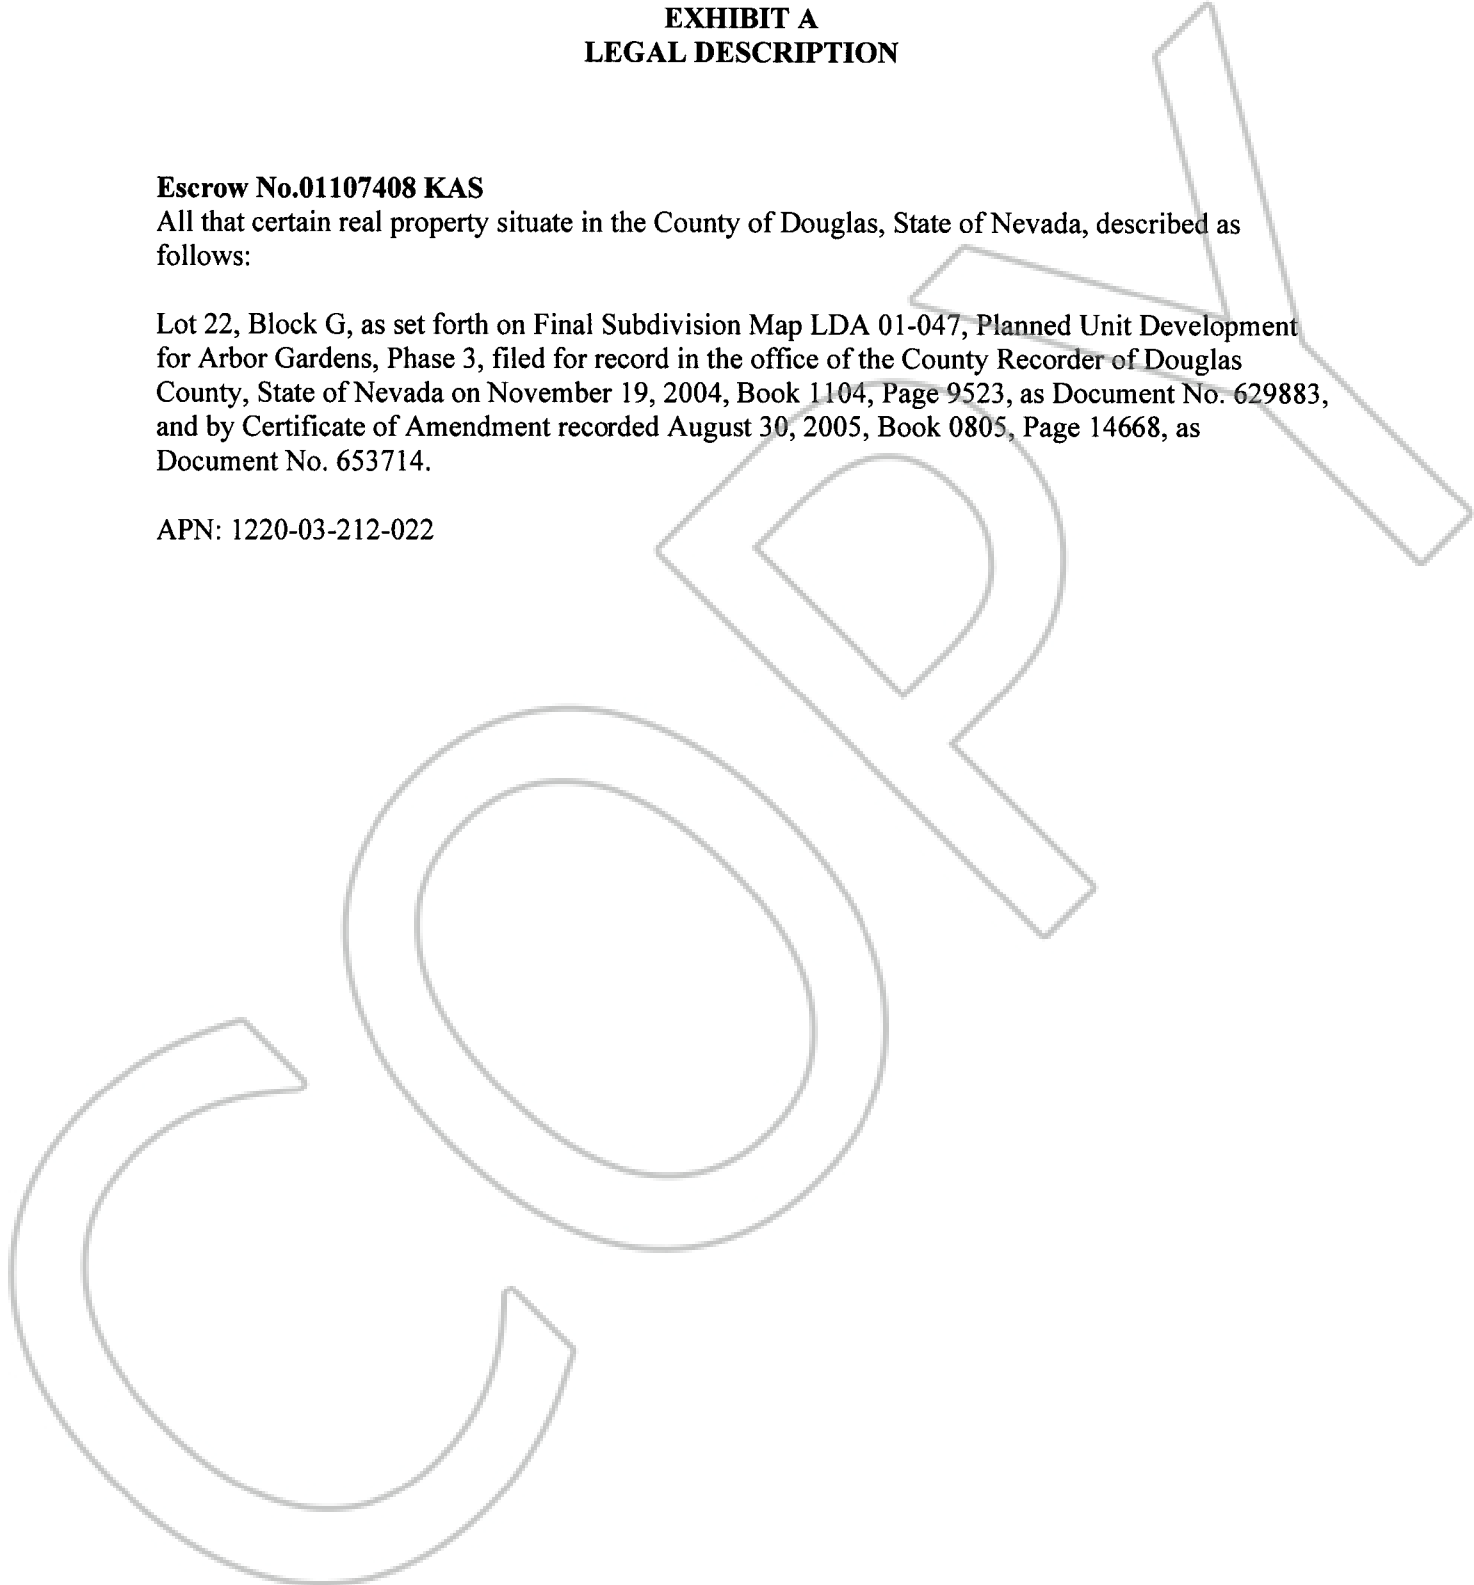 EXHIBIT A
LEGAL DESCRIPTION
Escrow No.01107408 KAS
All that certain real property situate in the County of Douglas, State of Nevada, described as
follows:
Lot 22, Block G, as set forth on Final Subdivision Map LDA 01-047, Planned Unit Development
for Arbor Gardens, Phase 3, filed for record in the office of the County Recorder of Douglas
County, State of Nevada on November 19, 2004, Book 1104, Page 9523, as Document No. 629883,
and by Certificate of Amendment recorded August 30, 2005, Book 0805, Page 14668, as
Document No. 653714.
APN: 1220-03-212-022
COPY